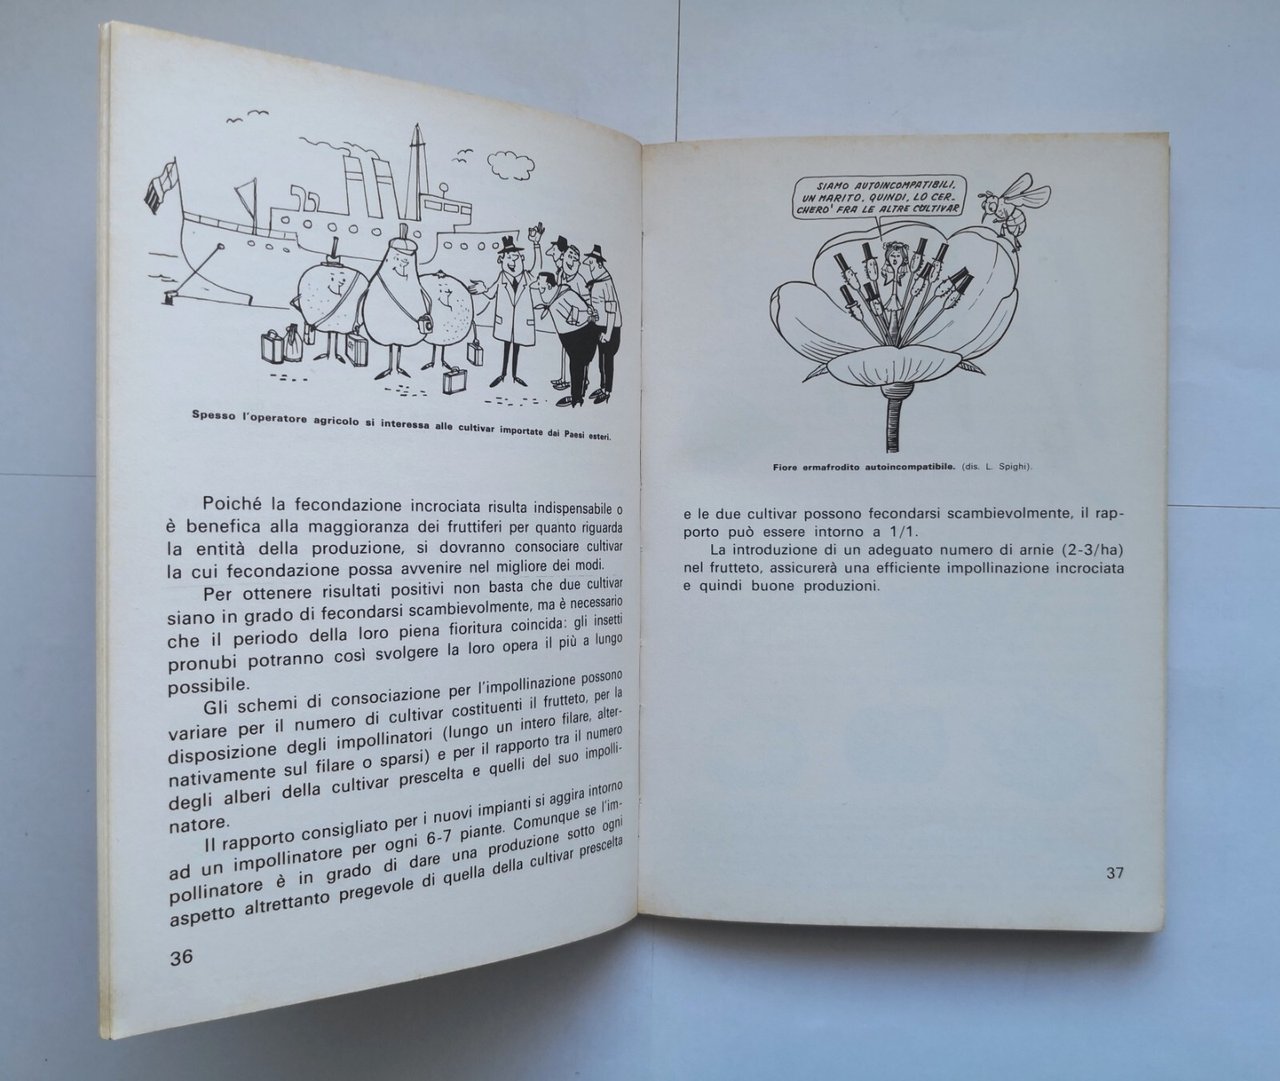 Spesso l'operatore agricolo si interessa alle cultivar importate dai Paesi esteri.
Poiché la fecondazione incrociata risulta indispensabile o
è benefica alla maggioranza dei fruttiferi per quanto riguarda
la entità della produzione, si dovranno consociare cultivar
la cui fecondazione possa avvenire nel migliore dei modi.
Per ottenere risultati positivi non basta che due cultivar
siano in grado di fecondarsi scambievolmente, ma è necessario
che il periodo della loro piena fioritura coincida: gli insetti
pronubi potranno così svolgere la loro opera il più a lungo
possibile.
Gli schemi di consociazione per l'impollinazione possono
variare per il numero di cultivar costituenti il frutteto, per la
disposizione degli impollinatori (lungo un intero filare, alter-
nativamente sul filare o sparsi) e per il rapporto tra il numero
degli alberi della cultivar prescelta e quelli del suo impolli-
natore.
Il rapporto consigliato per i nuovi impianti si aggira intorno
ad un impollinatore per ogni 6-7 piante. Comunque se l'im-
pollinatore è in grado di dare una produzione sotto ogni
aspetto altrettanto pregevole di quella della cultivar prescelta
36
SIAMO AUTOINCOMPATIBILI,
UN MARITO, QUINDI, LO CER-
CHERO' FRA LE ALTRE CULTIVAR
Fiore ermafrodito autoincompatibile. (dis. L. Spighi).
e le due cultivar possono fecondarsi scambievolmente, il rap-
porto può essere intorno a 1/1.
La introduzione di un adeguato numero di arnie (2-3/ha)
nel frutteto, assicurerà una efficiente impollinazione incrociata
e quindi buone produzioni.
37